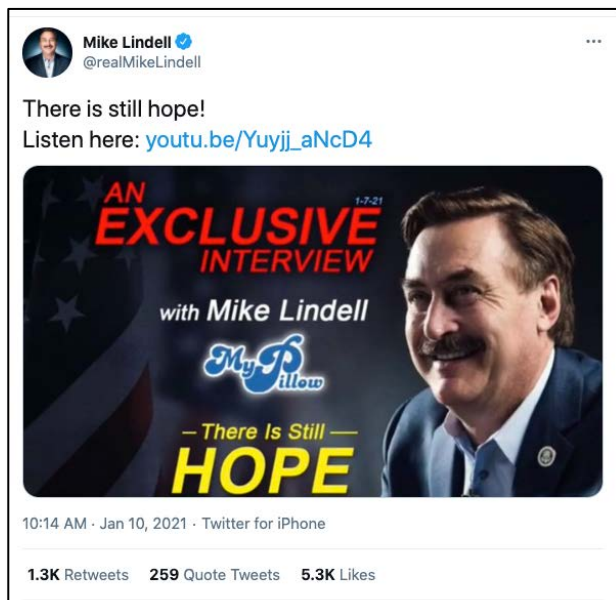 Mike Lindell
@realMikeLindell
There is still hope!
Listen here: youtu.be/Yuyjj_aNcD4
AN
1-7-21
EXCLUSIVE
INTERVIEW
with Mike Lindell
MyPillow
– There Is Still –
HOPE
10:14 AM · Jan 10, 2021 · Twitter for iPhone
1.3K Retweets 259 Quote Tweets 5.3K Likes